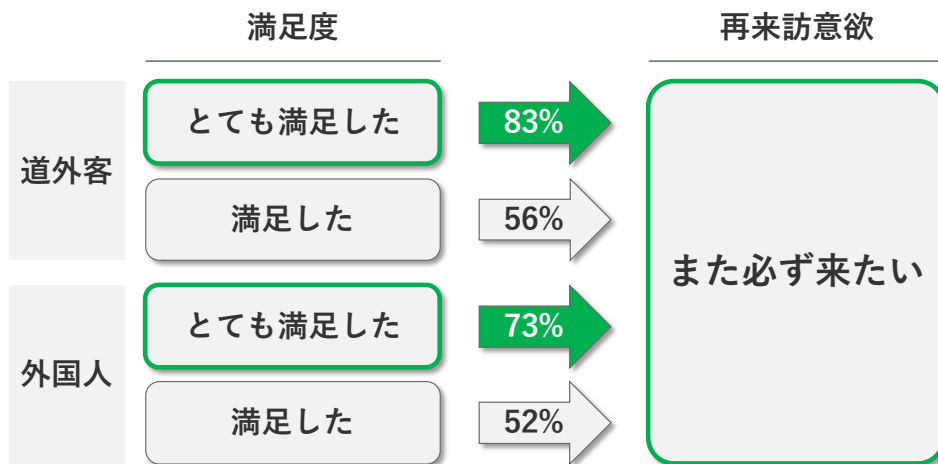 満足度
再来訪意欲
道外客
とても満足した
83%
満足した
56%
また必ず来たい
外国人
とても満足した
73%
満足した
52%